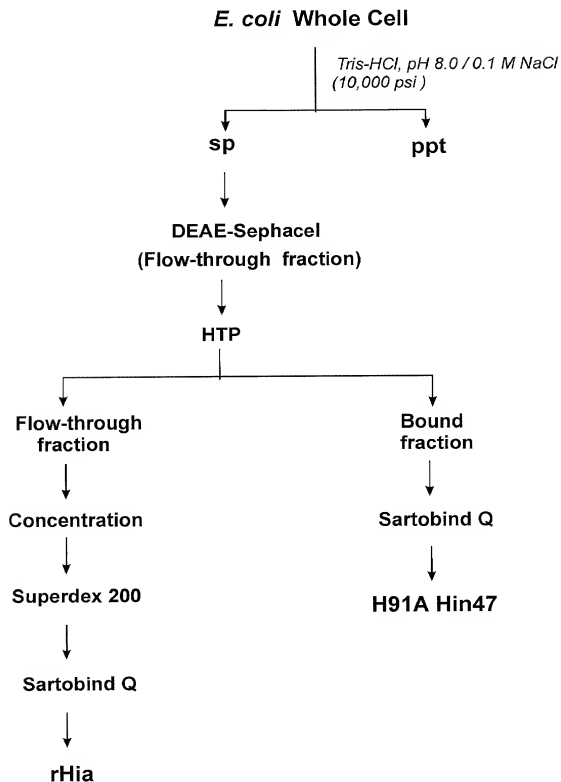 E. coli Whole Cell
Tris-HCl, pH 8.0 / 0.1 M NaCl
(10,000 psi )
sp
ppt
DEAE-Sephacel
(Flow-through fraction)
HTP
Flow-through
fraction
Concentration
Superdex 200
Sartobind Q
rHia
Bound
fraction
Sartobind Q
H91A Hin47